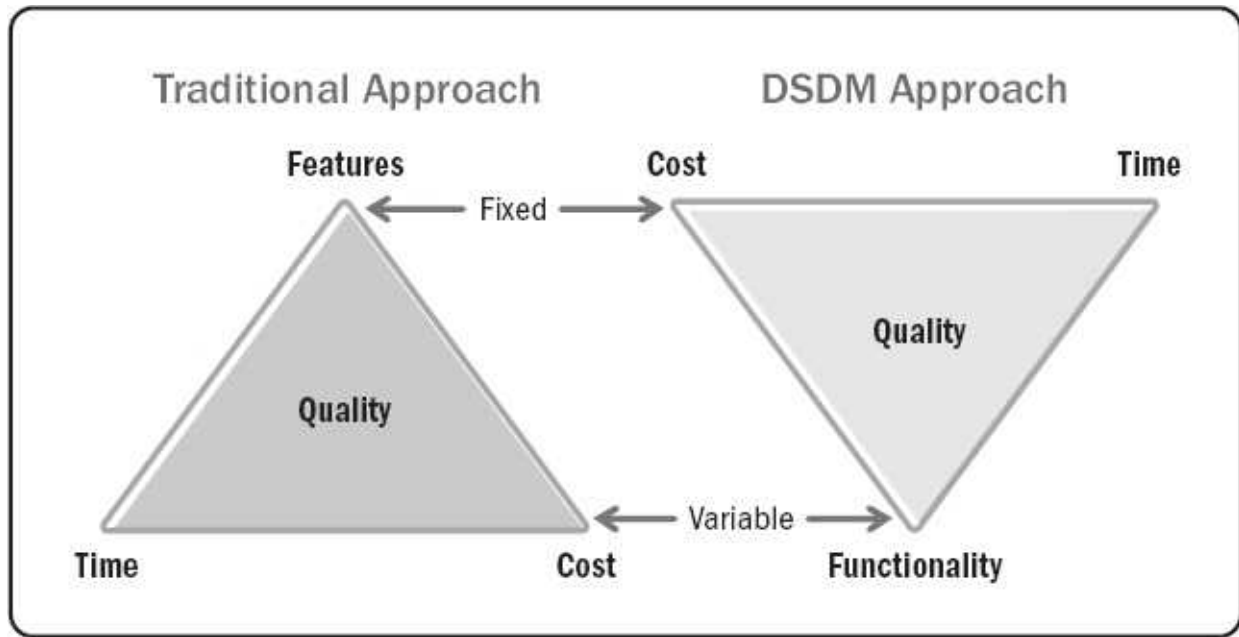 Traditional Approach
DSDM Approach
Features
Cost
Time
Fixed
Quality
Quality
Variable
Time
Cost
Functionality